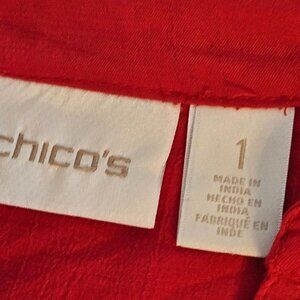 chico's
1
MADE IN
INDIA
HECHO EN
INDIA
FABRIQUÉ EN
INDE